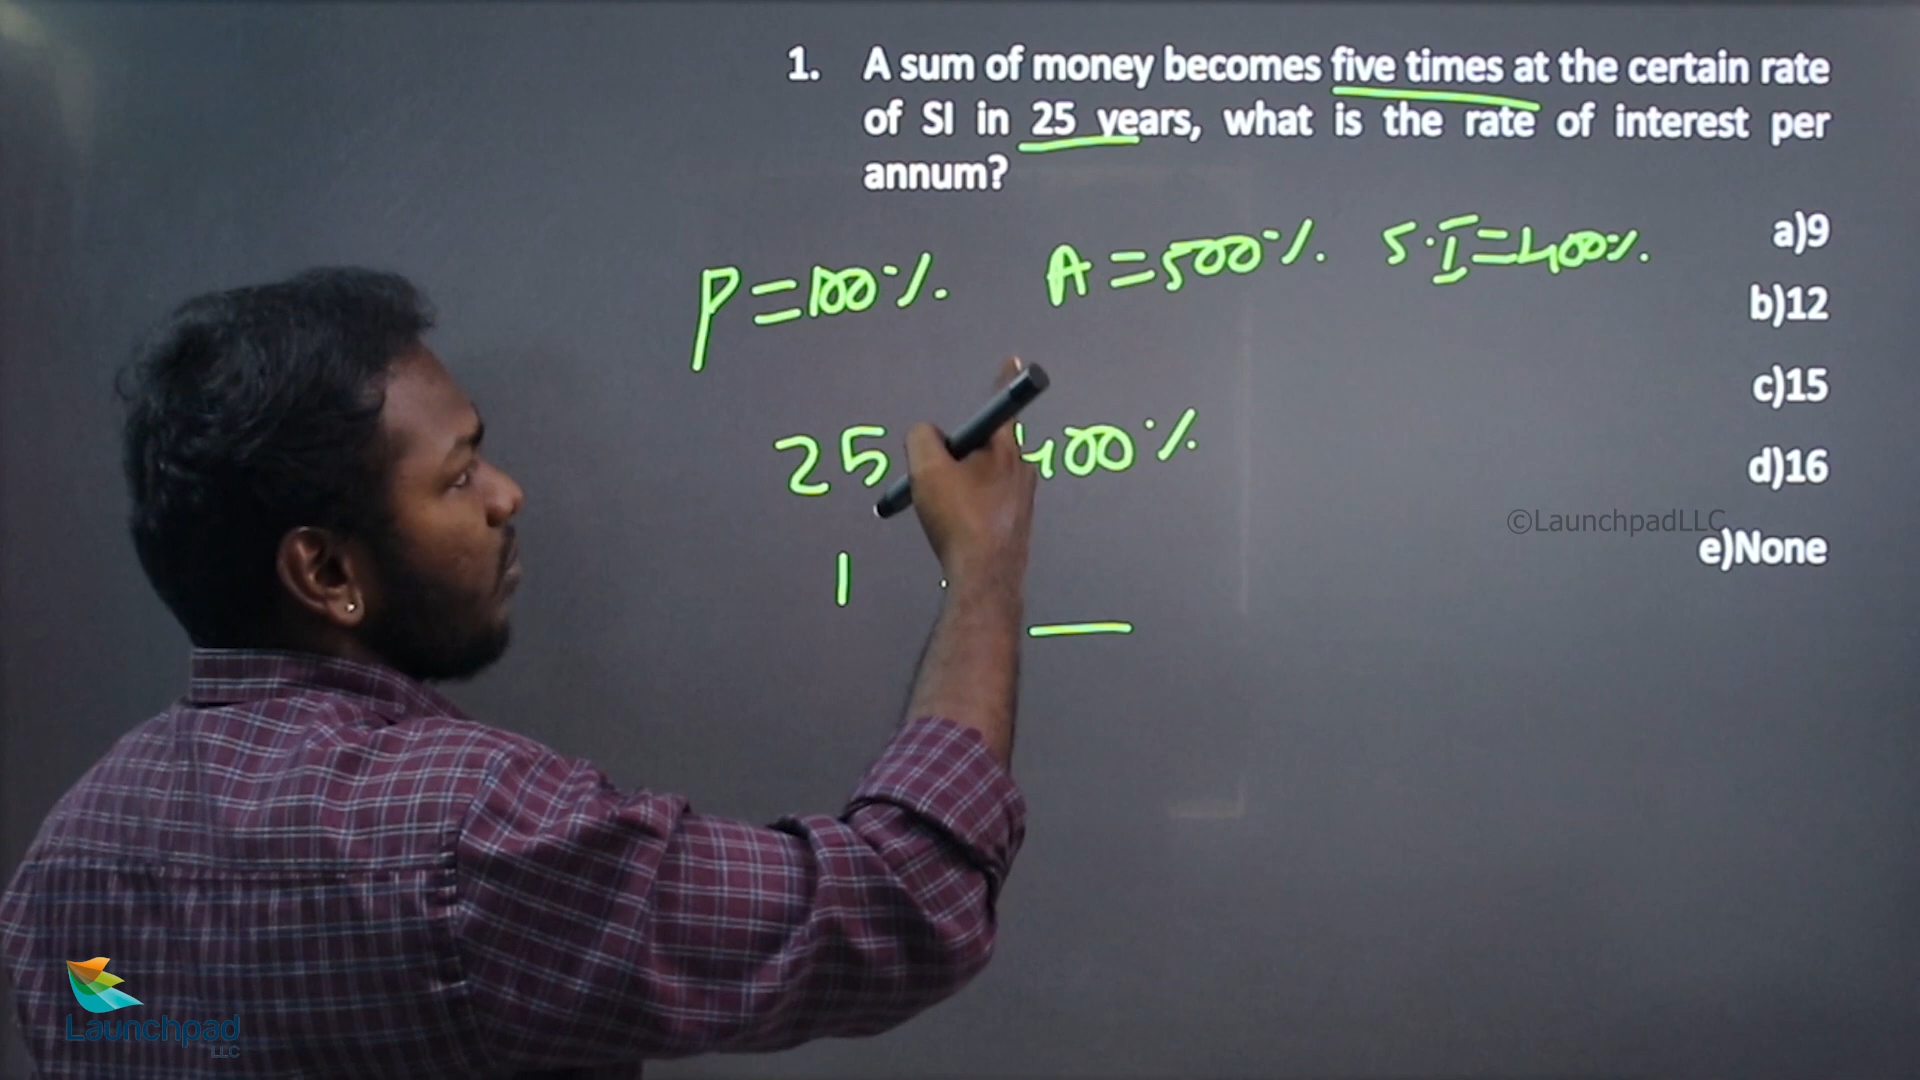 1. A sum of money becomes five times at the certain rate
of SI in 25 years, what is the rate of interest per
annum?
a)9
P=100% A=500% S.I=400%
b)12
c)15
25 400%
d)16
©LaunchpadLLC
e)None
1
Launchpad
LLC